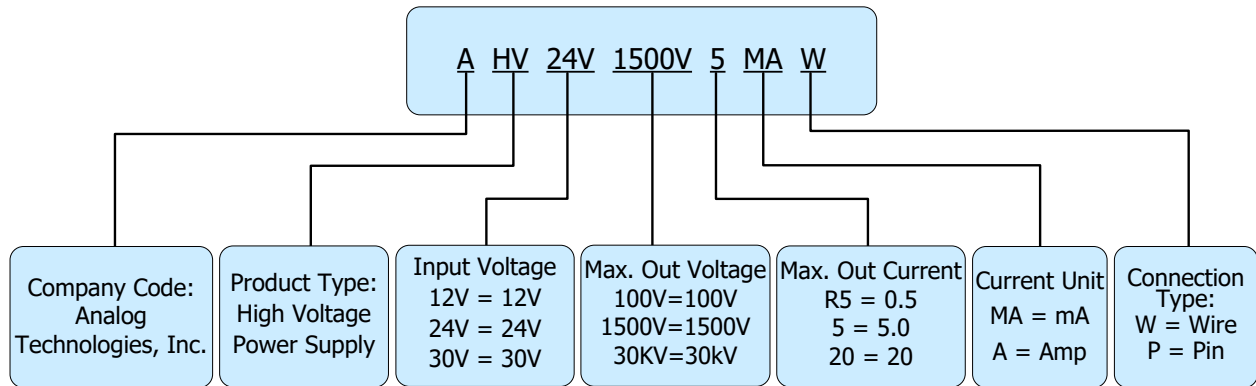 A HV 24V 1500V 5 MA W
Company Code:
Analog
Technologies, Inc.
Product Type:
High Voltage
Power Supply
Input Voltage
12V = 12V
24V = 24V
30V = 30V
Max. Out Voltage
100V=100V
1500V=1500V
30KV=30kV
Max. Out Current
R5 = 0.5
5 = 5.0
20 = 20
Current Unit
MA = mA
A = Amp
Connection
Type:
W = Wire
P = Pin